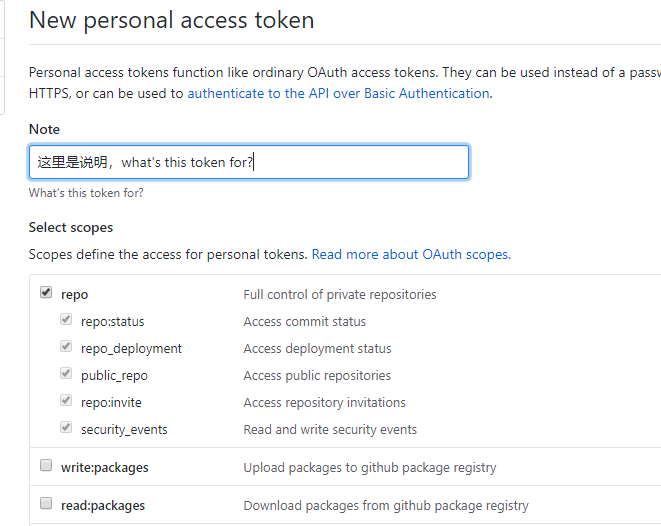 New personal access token
Personal access tokens function like ordinary OAuth access tokens. They can be used instead of a
HTTPS, or can be used to authenticate to the API over Basic Authentication.
Note
这里是说明，what's this token for?
What's this token for?
Select scopes
Scopes define the access for personal tokens. Read more about OAuth scopes.
repo Full control of private repositories
repo:status Access commit status
repo_deployment Access deployment status
public_repo Access public repositories
repo:invite Access repository invitations
security_events Read and write security events
write:packages Upload packages to github package registry
read:packages Download packages from github package registry